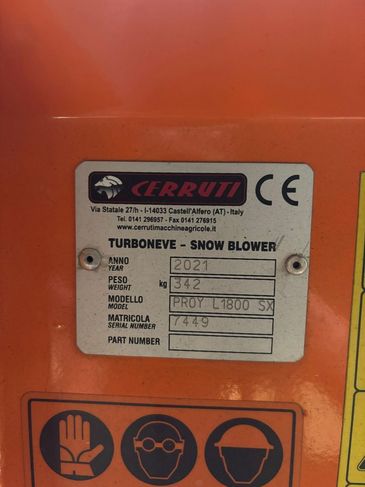 CERRUTI CE
Via Statale 27/h - I-14033 Castell'Alfero (AT) - Italy
Tel. 0141 296957 - Fax 0141 276915
www.cerrutimacchineagricole.it
TURBONEVE - SNOW BLOWER
ANNO
YEAR 2021
PESO
WEIGHT kg 342
MODELLO
MODEL PROY L1800 SX
MATRICOLA
SERIAL NUMBER 7449
PART NUMBER